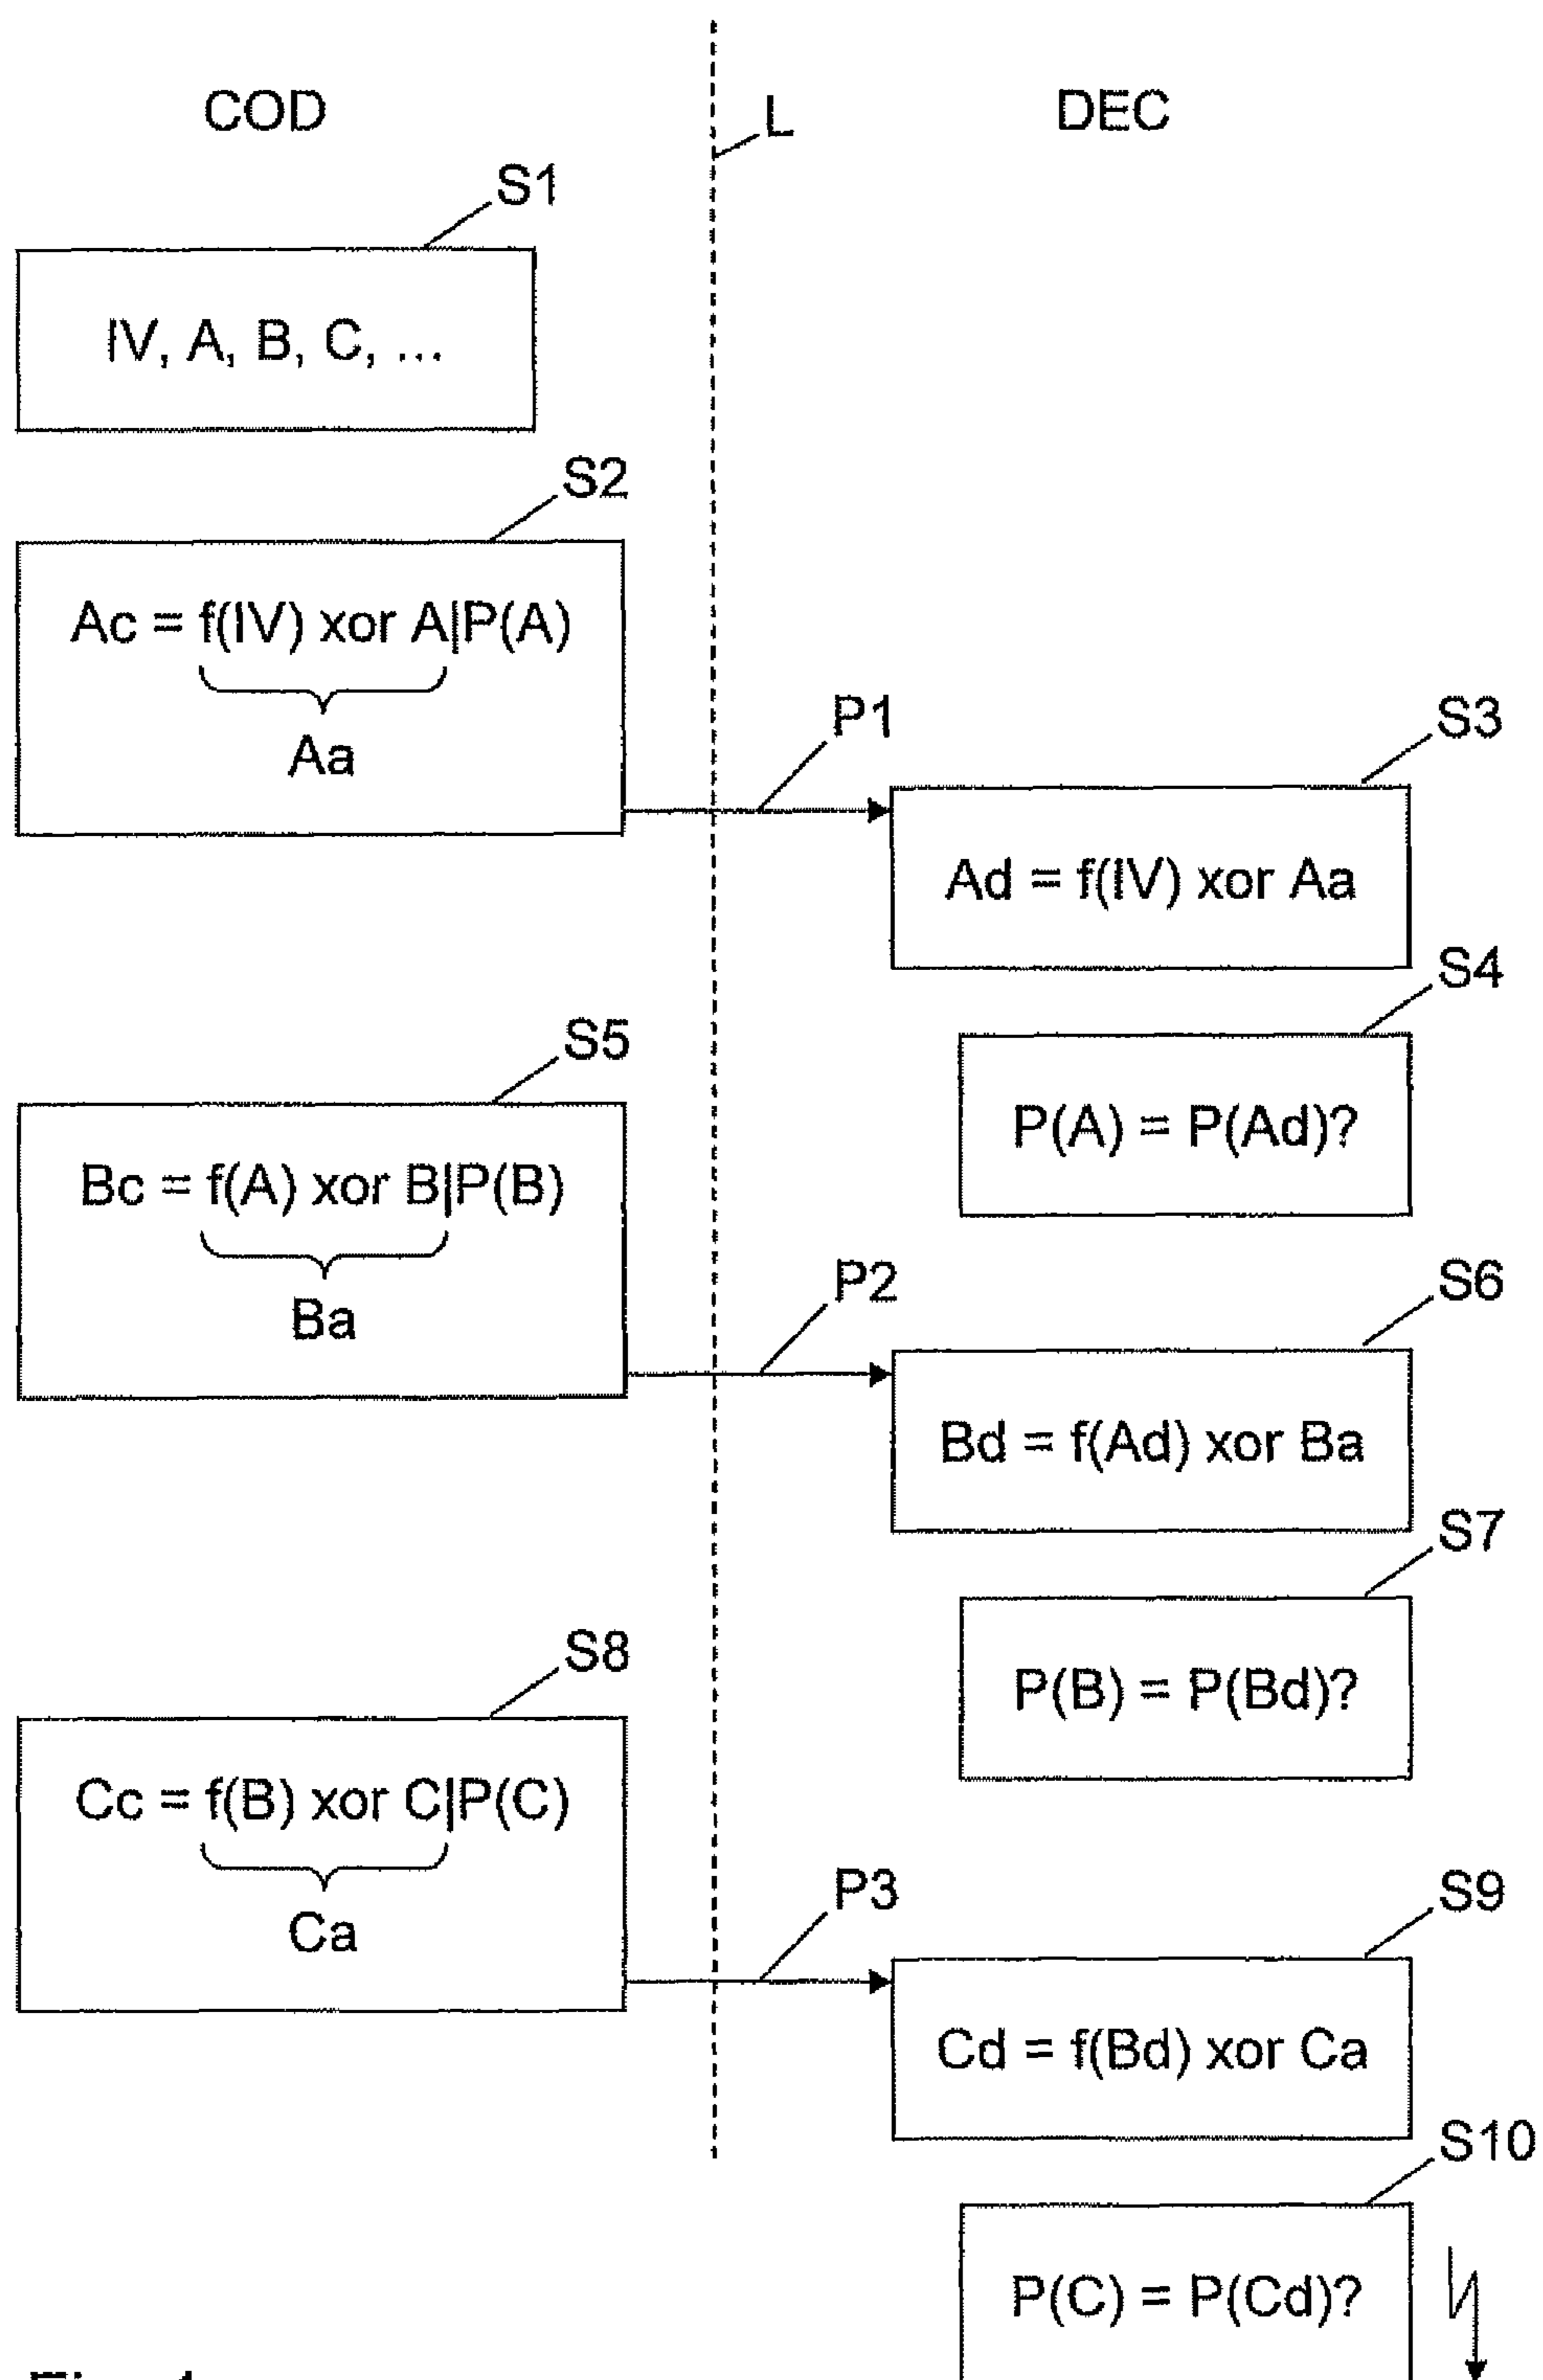 COD
L
DEC
S1
IV, A, B, C, ...
S2
Ac = f(IV) xor A|P(A)
Aa
P1
S3
Ad = f(IV) xor Aa
S4
P(A) = P(Ad)?
S5
Bc = f(A) xor B|P(B)
Ba
P2
S6
Bd = f(Ad) xor Ba
S7
P(B) = P(Bd)?
S8
Cc = f(B) xor C|P(C)
Ca
P3
S9
Cd = f(Bd) xor Ca
S10
P(C) = P(Cd)?